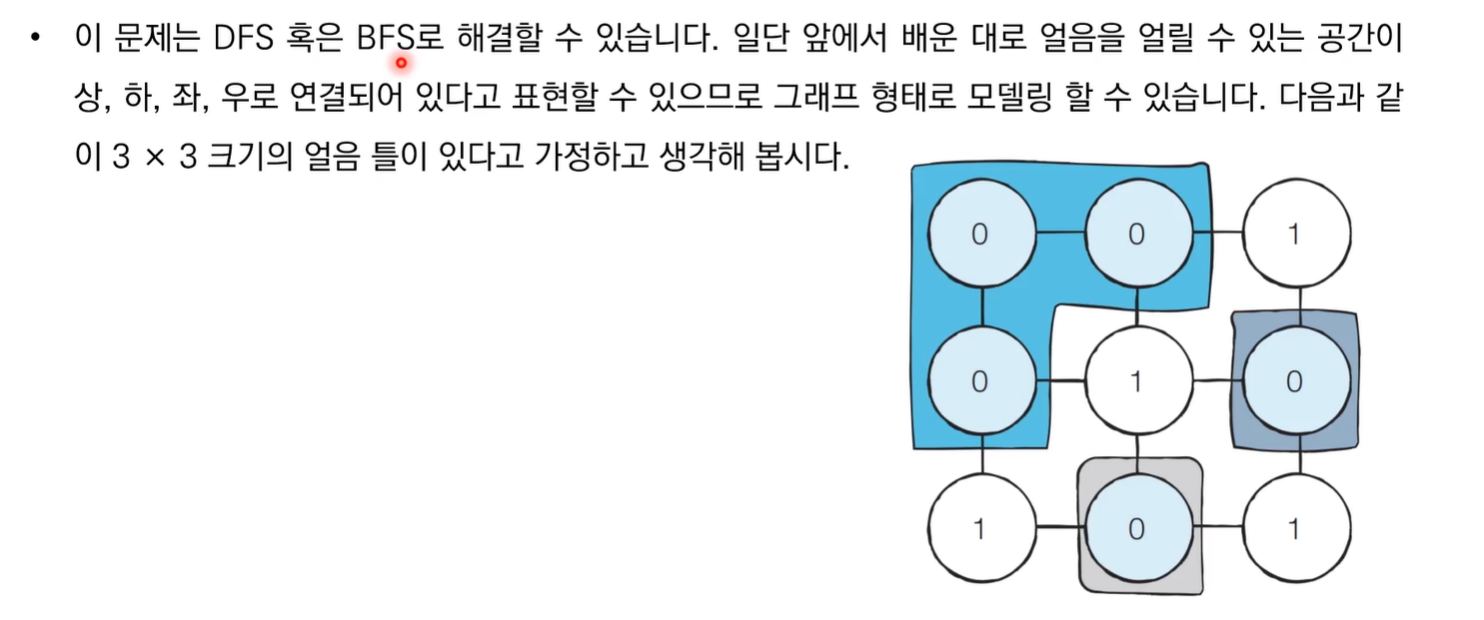 • 이 문제는 DFS 혹은 BFS로 해결할 수 있습니다. 일단 앞에서 배운 대로 얼음을 얼릴 수 있는 공간이
상, 하, 좌, 우로 연결되어 있다고 표현할 수 있으므로 그래프 형태로 모델링 할 수 있습니다. 다음과 같
이 3 × 3 크기의 얼음 틀이 있다고 가정하고 생각해 봅시다.
0 0 1
0 1 0
1 0 1